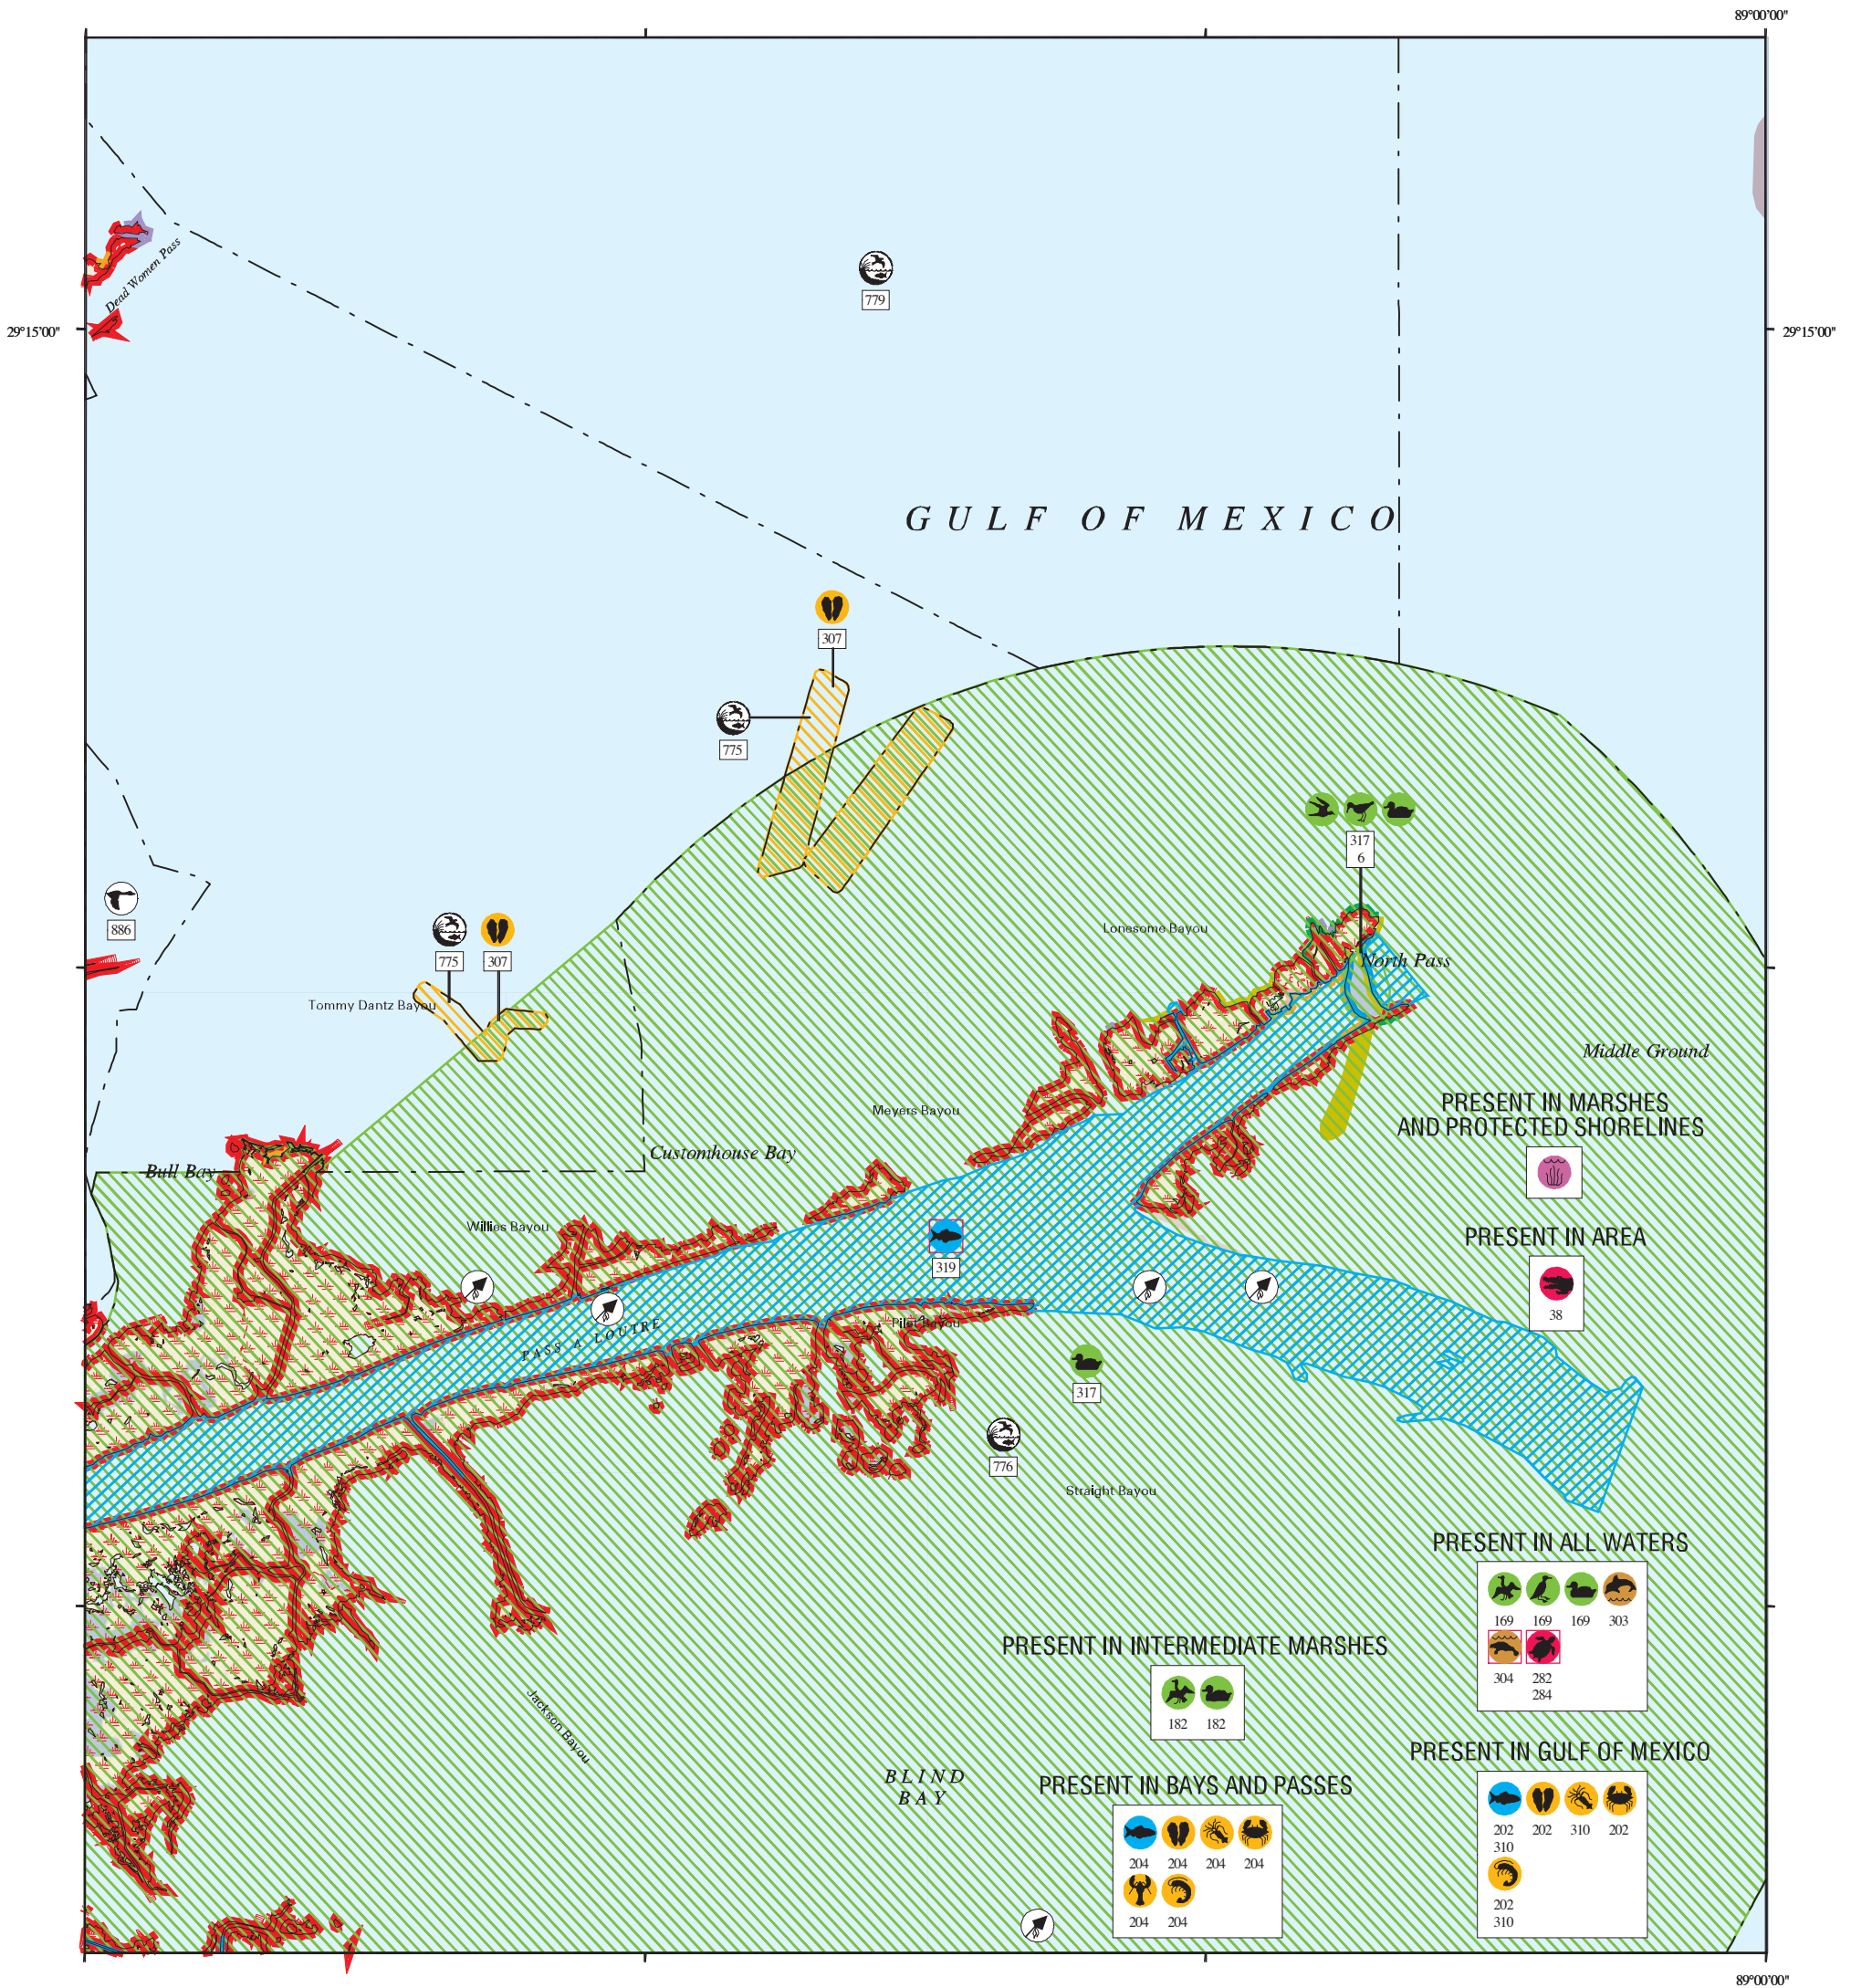 89°00'00"
Dead Women Pass
779
29°15'00"
29°15'00"
GULF OF MEXICO
307
775
317
6
886
Lonesome Bayou
775
307
North Pass
Tommy Dantz Bayou
Middle Ground
PRESENT IN MARSHES
AND PROTECTED SHORELINES
Meyers Bayou
Customhouse Bay
Bull Bay
Willies Bayou
PRESENT IN AREA
319
38
PASS A LOUTRE
Pilot Bayou
317
776
Straight Bayou
PRESENT IN ALL WATERS
169 169 169 303
304 282
284
PRESENT IN INTERMEDIATE MARSHES
182 182
Jackson Bayou
PRESENT IN GULF OF MEXICO
202 202 310 202
310
202
310
BLIND
BAY
PRESENT IN BAYS AND PASSES
204 204 204 204
204 204
89°00'00"